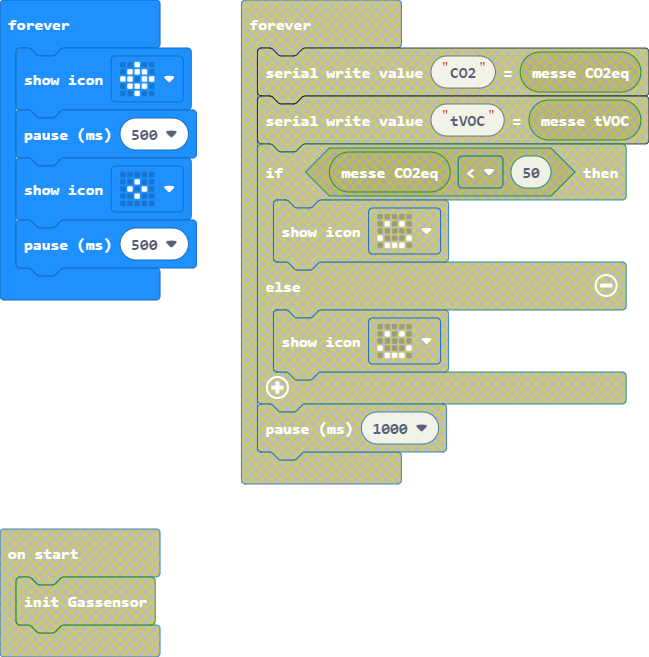 forever
show icon
pause (ms) 500
show icon
pause (ms) 500
forever
serial write value "CO2" = messe CO2eq
serial write value "tVOC" = messe tVOC
if messe CO2eq < 50 then
show icon
else
show icon
pause (ms) 1000
on start
init Gassensor